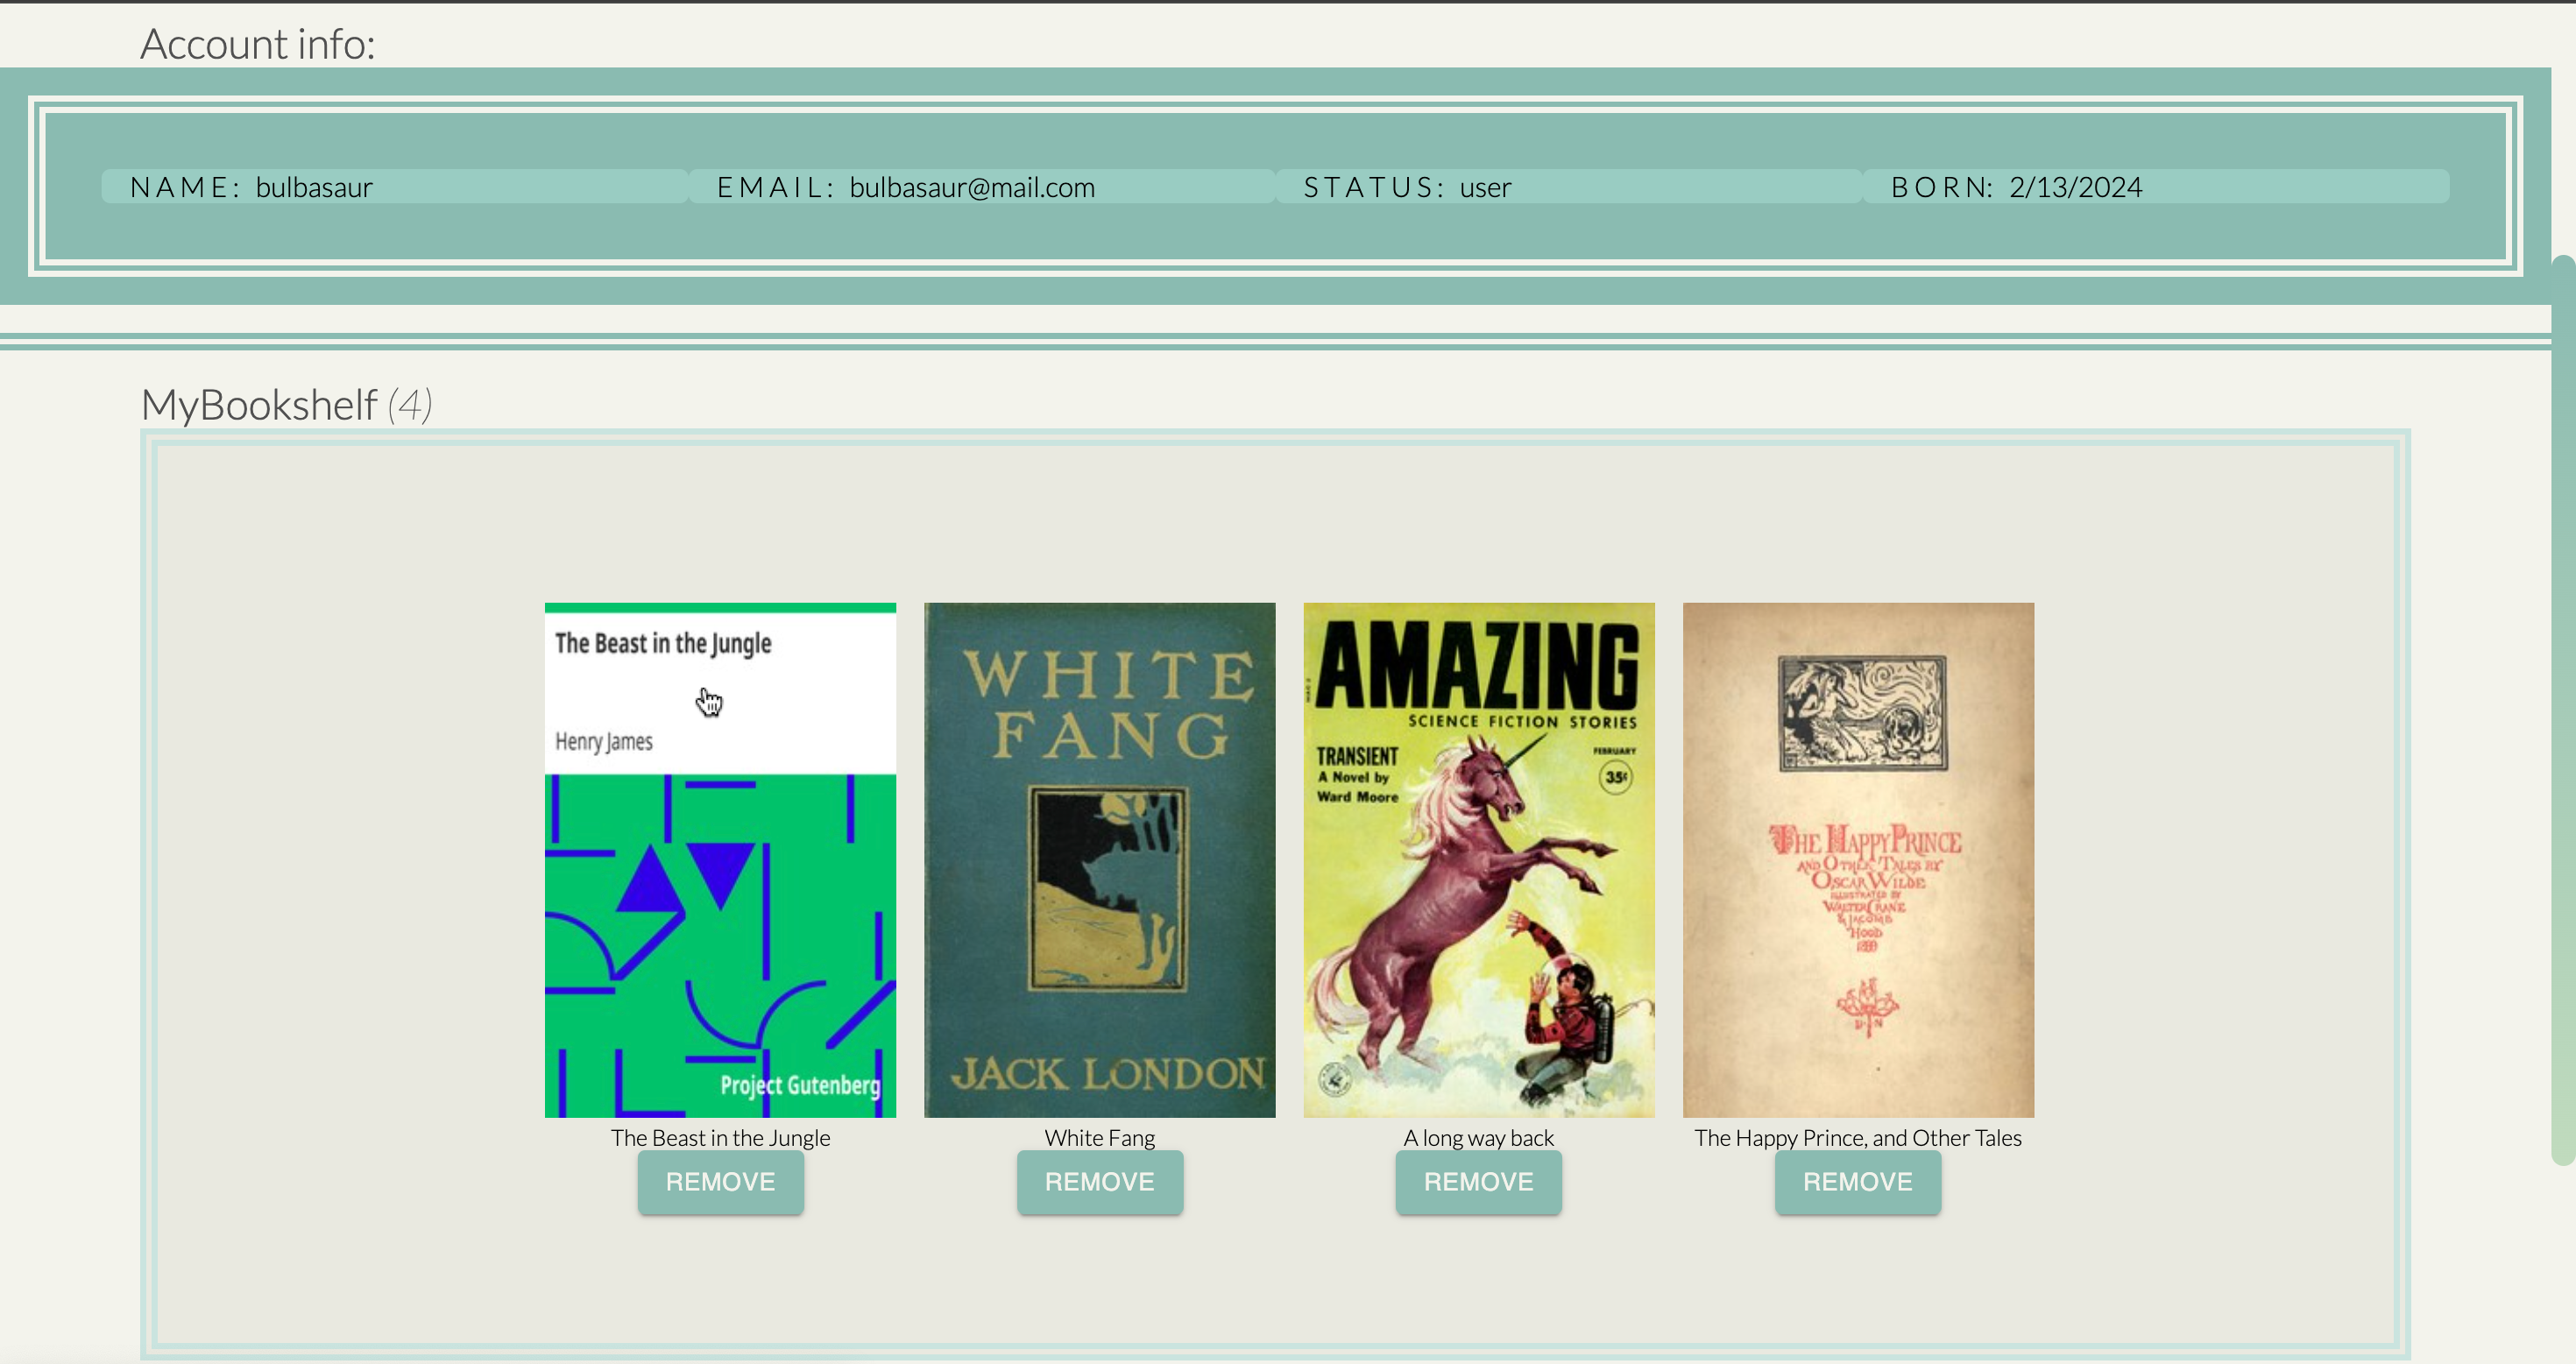 Account info:
NAME: bulbasaur
EMAIL: bulbasaur@mail.com
STATUS: user
BORN: 2/13/2024
MyBookshelf (4)
The Beast in the Jungle
Henry James
Project Gutenberg
The Beast in the Jungle
REMOVE
WHITE
FANG
JACK LONDON
White Fang
REMOVE
AMAZING
SCIENCE FICTION STORIES
TRANSIENT
A Novel by
Ward Moore
FEBRUARY
35¢
A long way back
REMOVE
THE HAPPY PRINCE
AND OTHER TALES BY
OSCAR WILDE
ILLUSTRATED BY
WALTER CRANE
& JACOMB
HOOD
The Happy Prince, and Other Tales
REMOVE